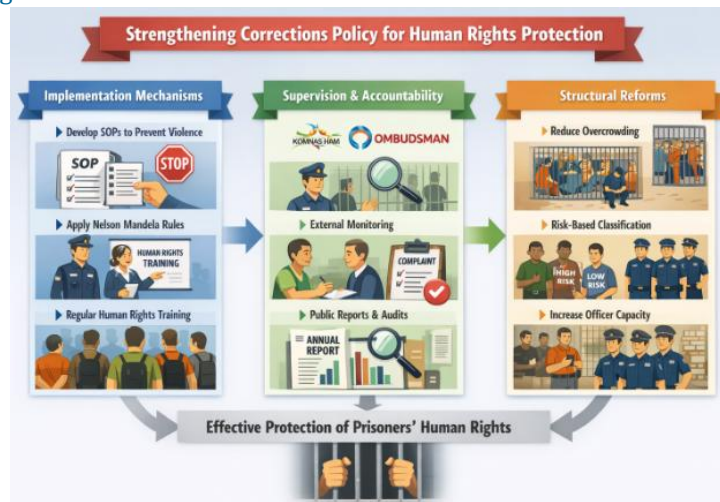 Strengthening Corrections Policy for Human Rights Protection
Implementation Mechanisms
Develop SOPs to Prevent Violence
SOP
STOP
Apply Nelson Mandela Rules
HUMAN RIGHTS
TRAINING
Regular Human Rights Training
Supervision & Accountability
KOMNAS HAM
OMBUDSMAN
External Monitoring
COMPLAINT
Public Reports & Audits
ANNUAL
REPORT
Structural Reforms
Reduce Overcrowding
Risk-Based Classification
HIGH
RISK
LOW
RISK
Increase Officer Capacity
Effective Protection of Prisoners' Human Rights